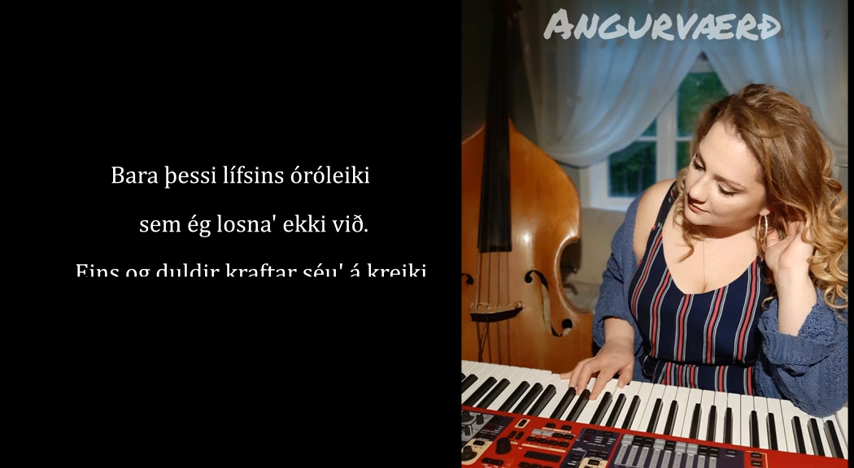 Angurværð
Bara þessi lífsins óróleiki
sem ég losna' ekki við.
Eins og duldir kraftar séu' á kreiki